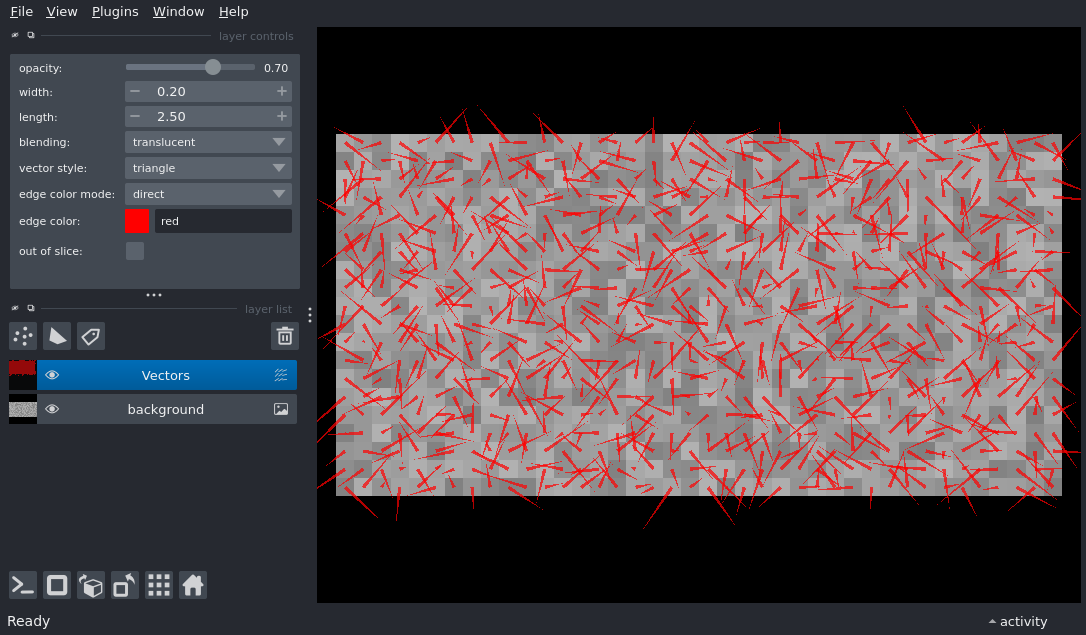 File View Plugins Window Help
layer controls
opacity: 0.70
width: 0.20
length: 2.50
blending: translucent
vector style: triangle
edge color mode: direct
edge color: red
out of slice:
layer list
Vectors
background
Ready
activity